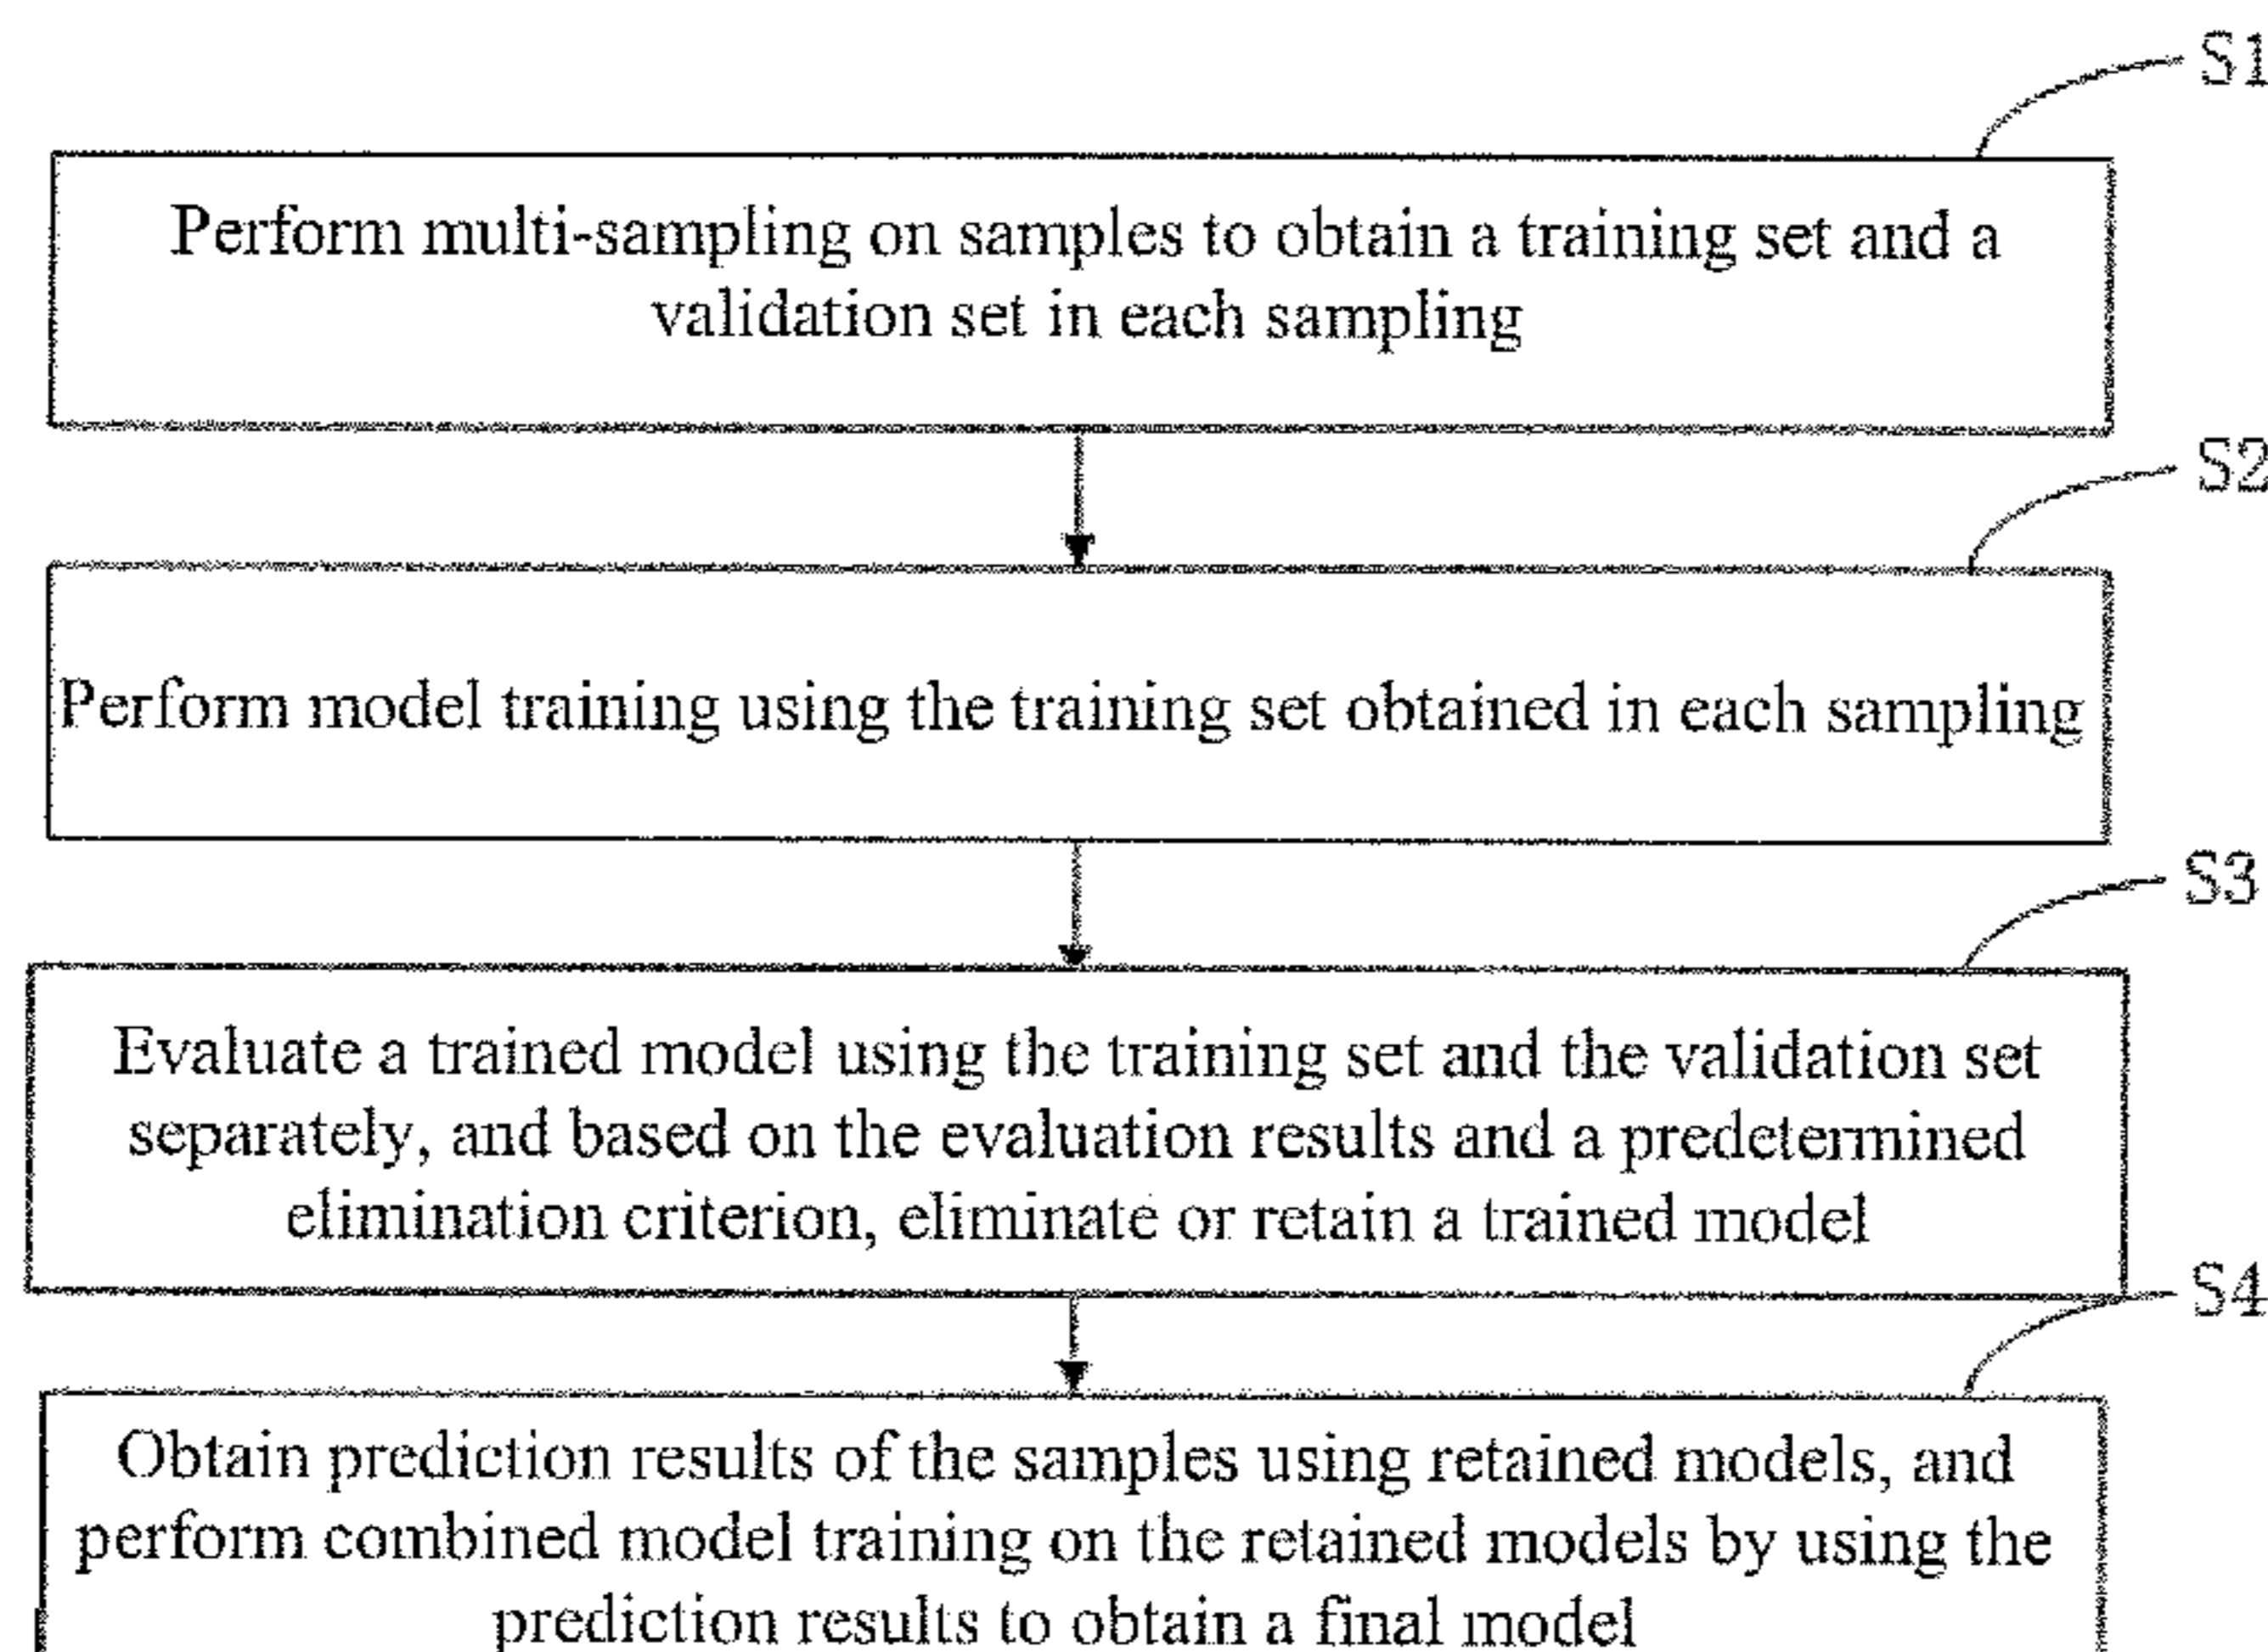 S1
Perform multi-sampling on samples to obtain a training set and a
validation set in each sampling
S2
Perform model training using the training set obtained in each sampling
S3
Evaluate a trained model using the training set and the validation set
separately, and based on the evaluation results and a predetermined
elimination criterion, eliminate or retain a trained model
S4
Obtain prediction results of the samples using retained models, and
perform combined model training on the retained models by using the
prediction results to obtain a final model